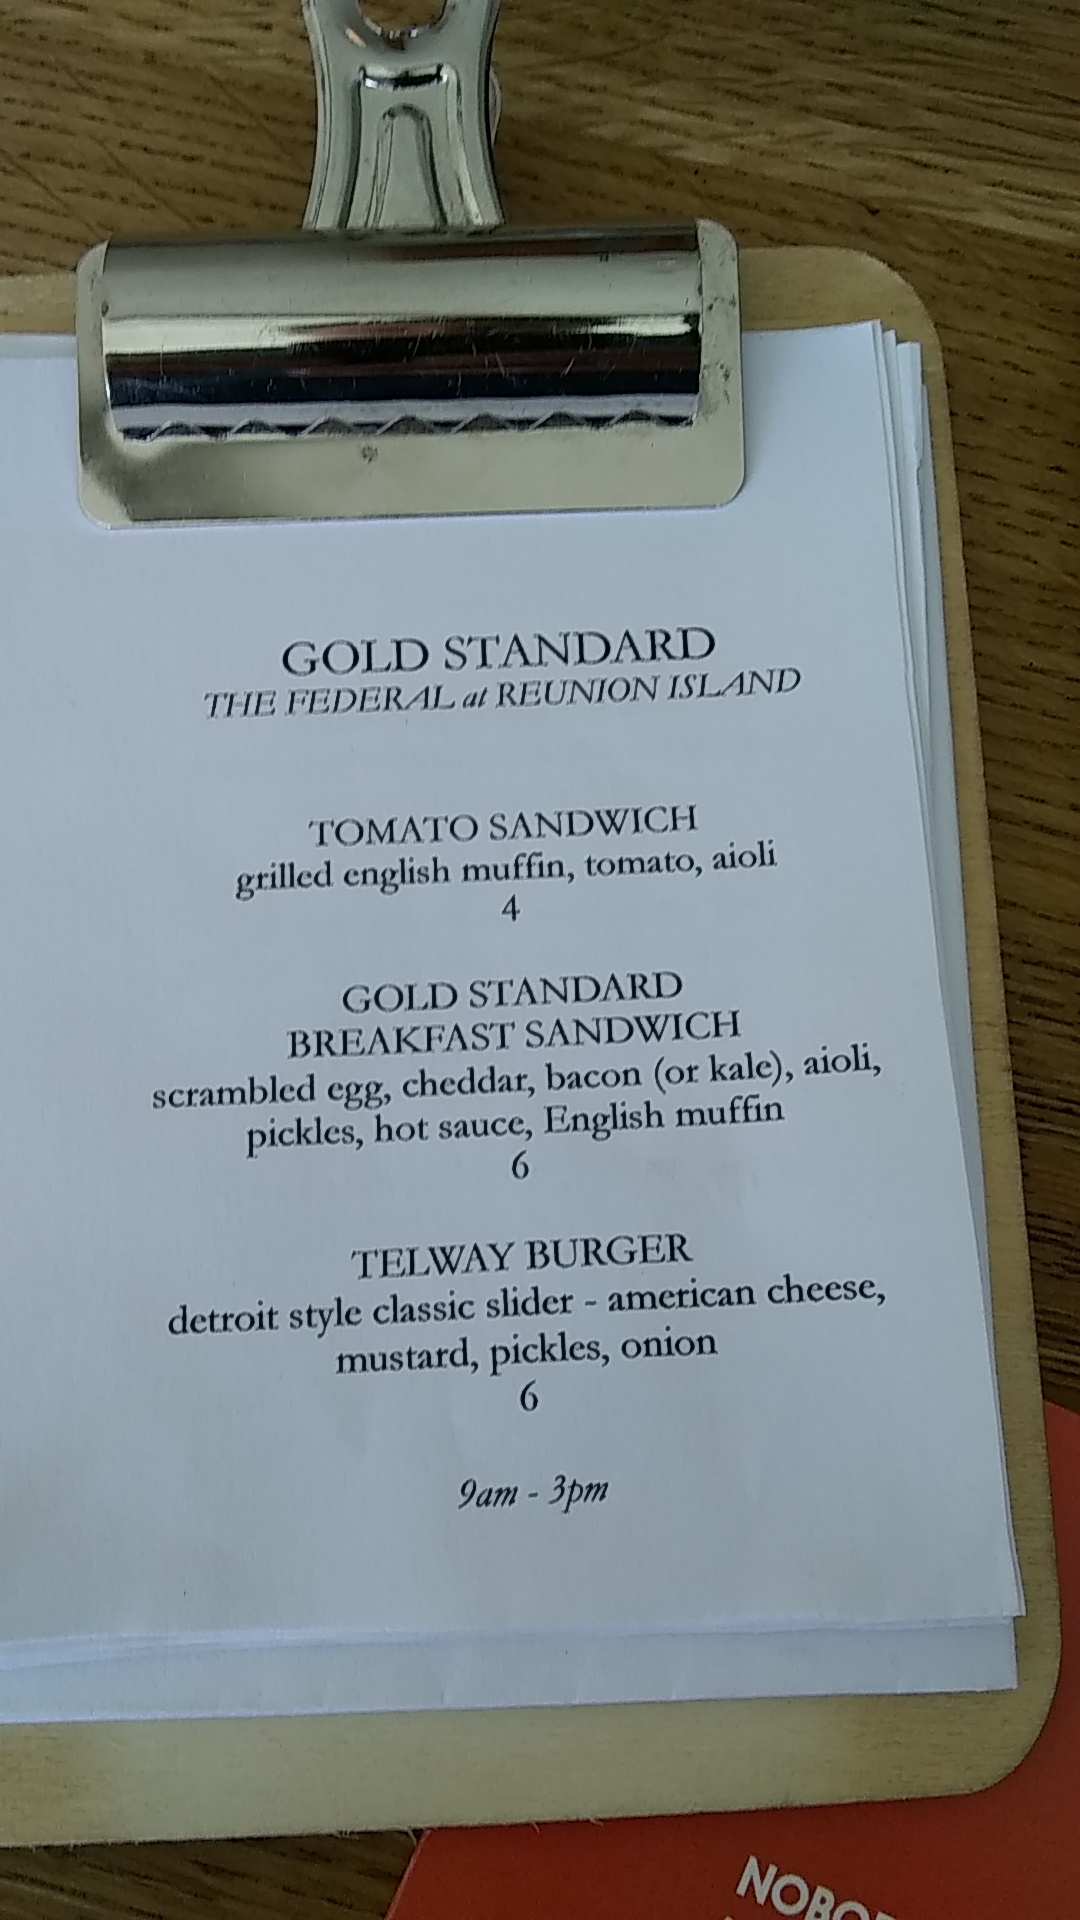 GOLD STANDARD
THE FEDERAL at REUNION ISLAND
TOMATO SANDWICH
grilled english muffin, tomato, aioli
4
GOLD STANDARD
BREAKFAST SANDWICH
scrambled egg, cheddar, bacon (or kale), aioli,
pickles, hot sauce, English muffin
6
TELWAY BURGER
detroit style classic slider - american cheese,
mustard, pickles, onion
6
9am - 3pm